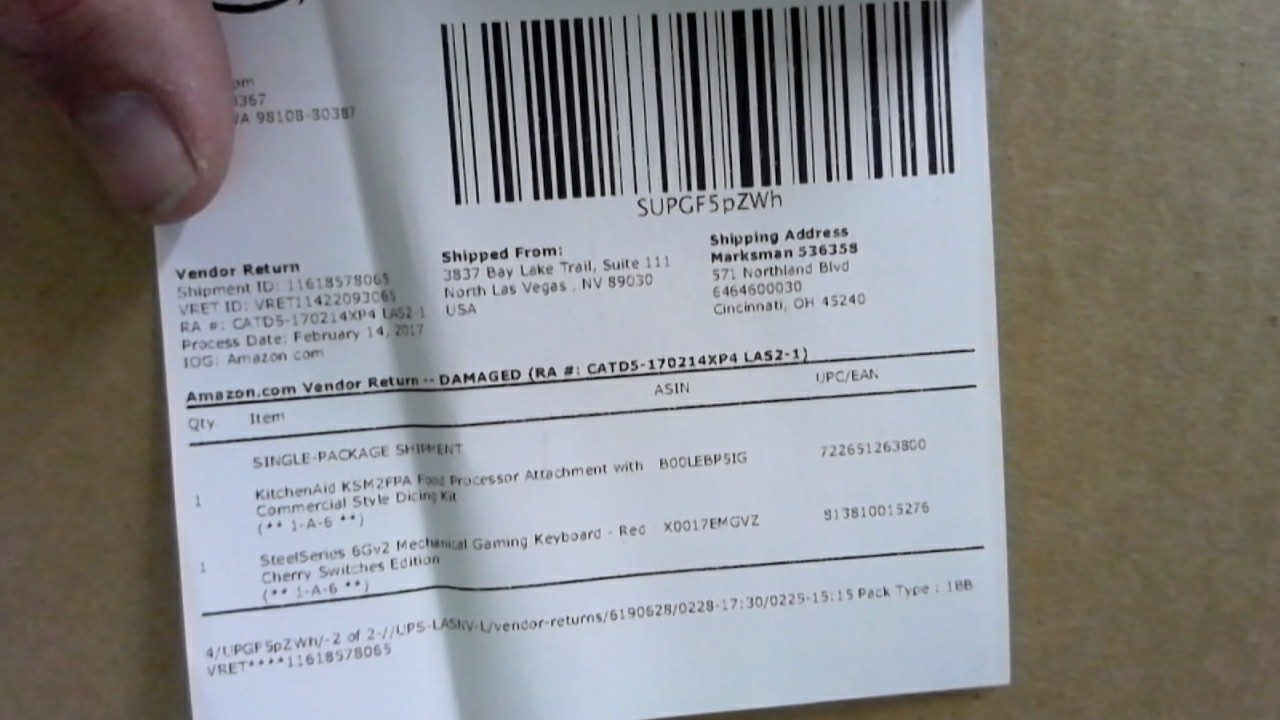 om
0367
VA 98108-80387
SUPGF5pZWh
Vendor Return
Shipment ID: 11618578065
VRET ID: VRET11422093065
RA #: CATD5-170214XP4 LAS2-1
Process Date: February 14, 2017
IOG: Amazon com
Shipped From:
3837 Bay Lake Trail, Suite 111
North Las Vegas , NV 89030
USA
Shipping Address
Marksman 536358
571 Northland Blvd
6464600030
Cincinnati, OH 45240
Amazon.com Vendor Return -- DAMAGED (RA #: CATD5-170214XP4 LAS2-1)
Qty. Item ASIN UPC/EAN
SINGLE-PACKAGE SHIPMENT
1 KitchenAid KSM2FPA Food Processor Attachment with B00LEBP5IG 722651263800
Commercial Style Dicing Kit
(** 1-A-6 **)
1 SteelSeries 6Gv2 Mechanical Gaming Keyboard - Red X0017EMGVZ 813810015276
Cherry Switches Edition
(** 1-A-6 **)
4/UPGF5pZWh/-2 of 2-//UPS-LASNV-L/vendor-returns/6190628/0228-17:30/0225-15:15 Pack Type : 1BB
VRET****11618578065